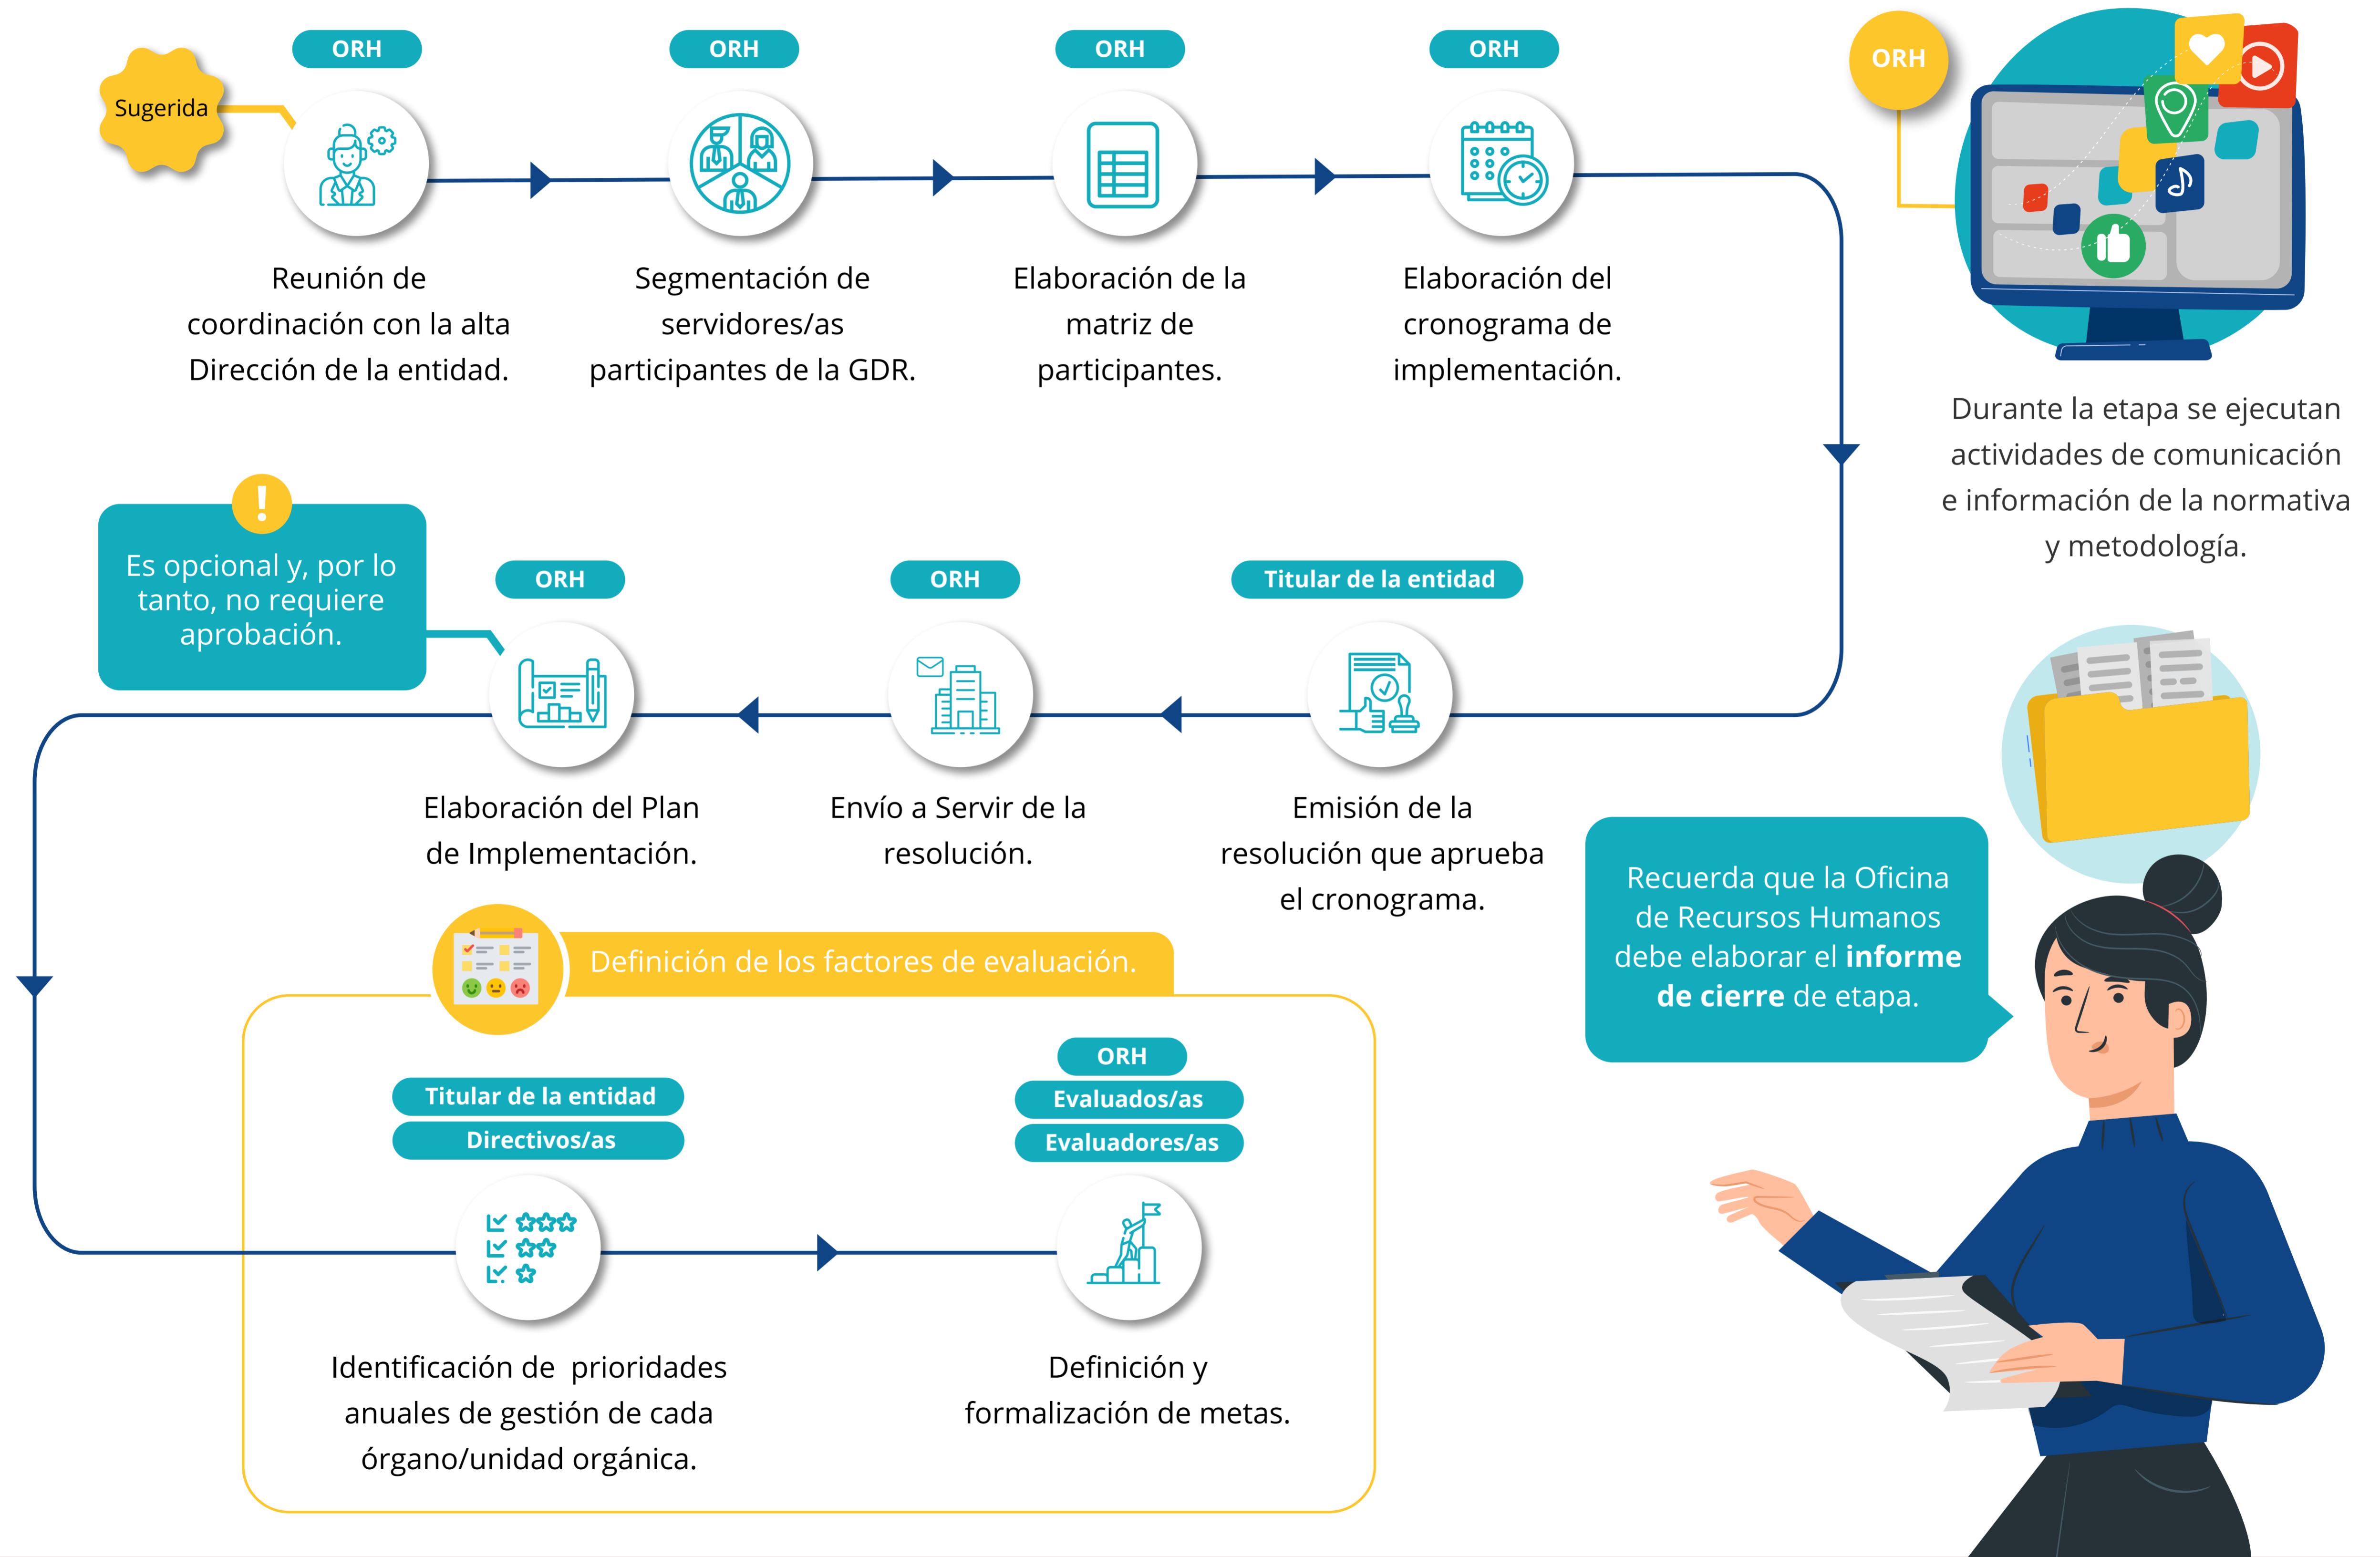 Sugerida
ORH
Reunión de
coordinación con la alta
Dirección de la entidad.
ORH
Segmentación de
servidores/as
participantes de la GDR.
ORH
Elaboración de la
matriz de
participantes.
ORH
Elaboración del
cronograma de
implementación.
ORH
Durante la etapa se ejecutan
actividades de comunicación
e información de la normativa
y metodología.
Titular de la entidad
Emisión de la
resolución que aprueba
el cronograma.
ORH
Envío a Servir de la
resolución.
ORH
Elaboración del Plan
de Implementación.
!
Es opcional y, por lo
tanto, no requiere
aprobación.
Definición de los factores de evaluación.
Titular de la entidad
Directivos/as
Identificación de prioridades
anuales de gestión de cada
órgano/unidad orgánica.
ORH
Evaluados/as
Evaluadores/as
Definición y
formalización de metas.
Recuerda que la Oficina
de Recursos Humanos
debe elaborar el informe
de cierre de etapa.